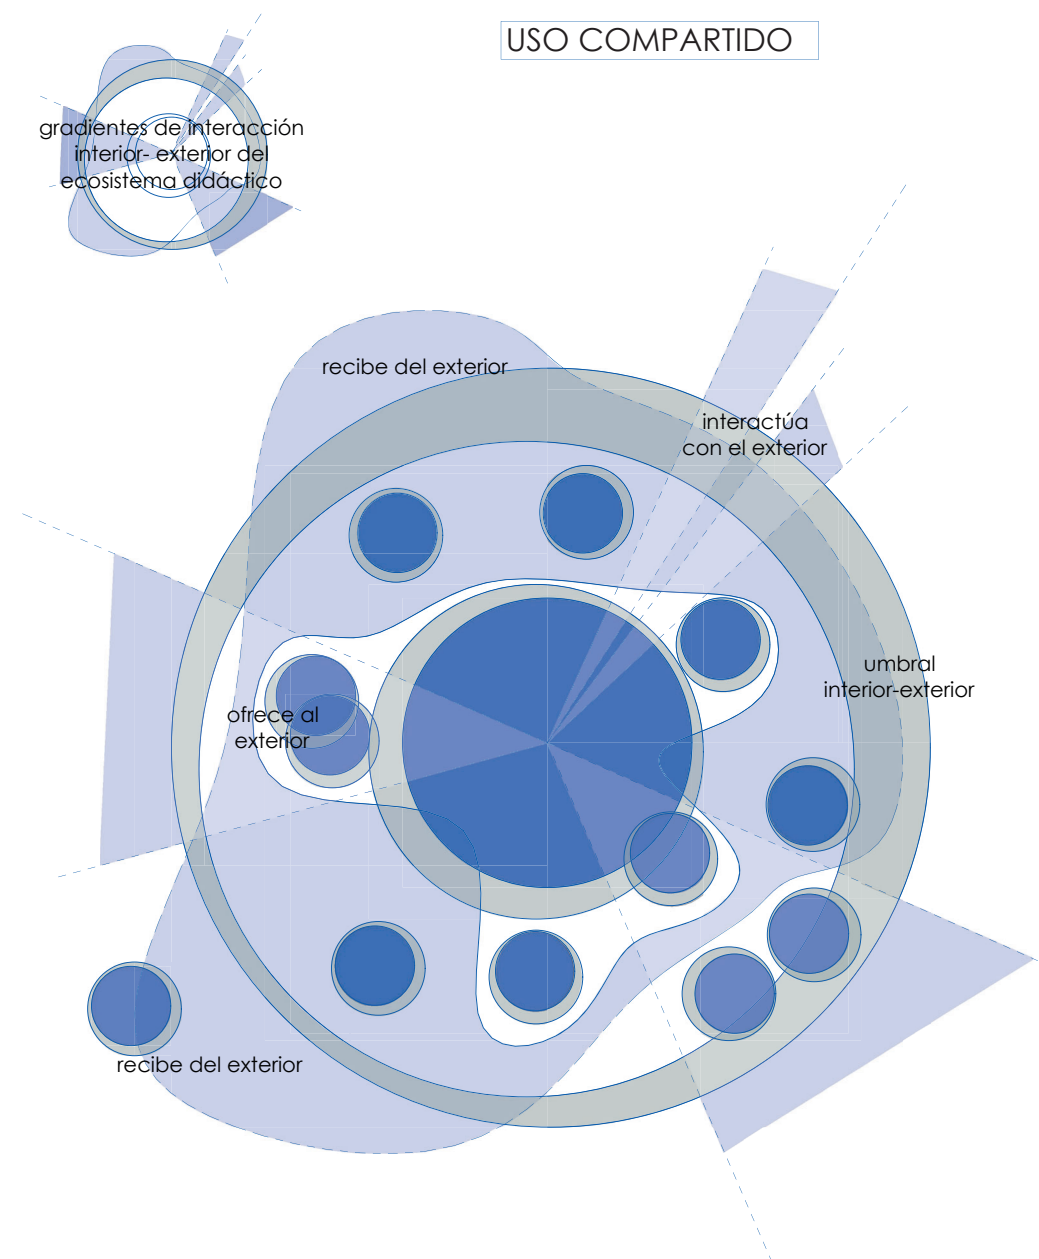 USO COMPARTIDO
gradientes de interacción
interior- exterior del
ecosistema didáctico
recibe del exterior
interactúa
con el exterior
umbral
interior-exterior
ofrece al
exterior
recibe del exterior